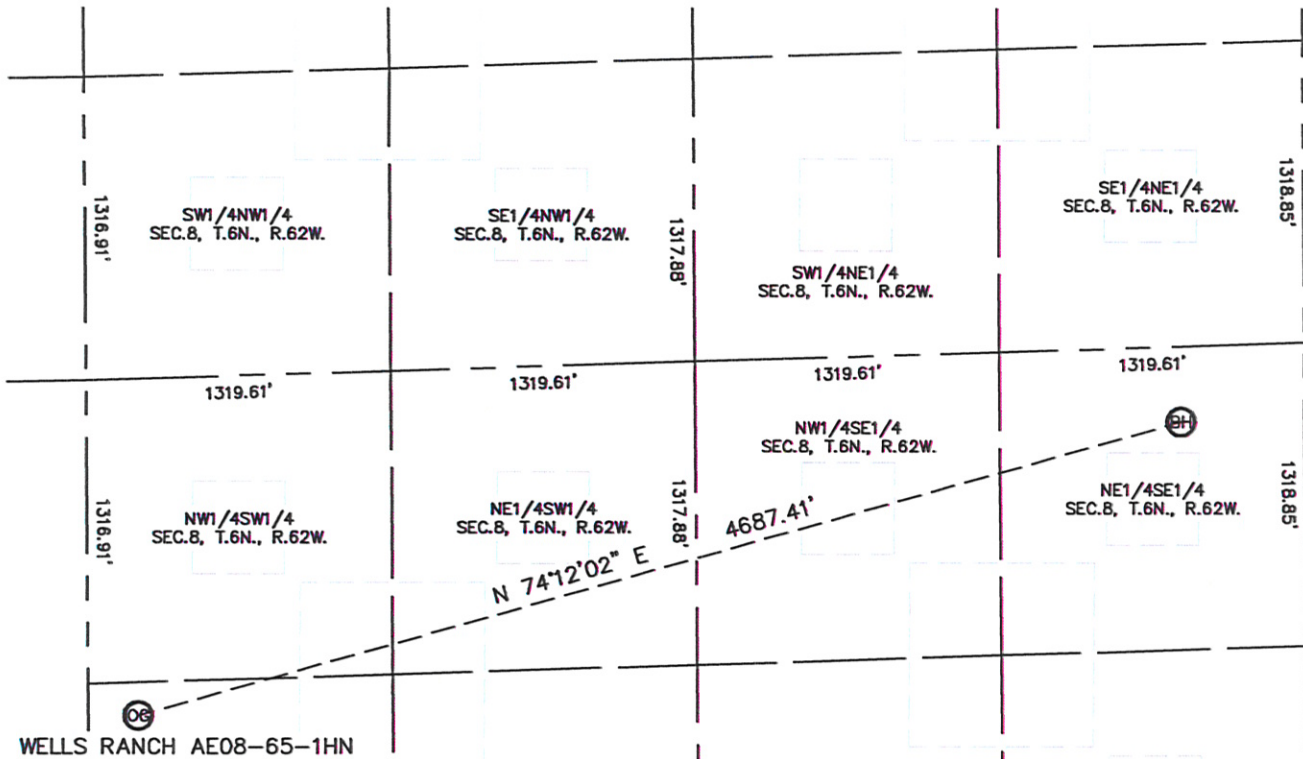 SW1/4NW1/4
SEC.8, T.6N., R.62W.
SE1/4NW1/4
SEC.8, T.6N., R.62W.
SW1/4NE1/4
SEC.8, T.6N., R.62W.
SE1/4NE1/4
SEC.8, T.6N., R.62W.
1316.91'
1317.88'
1318.85'
1319.61'
1319.61'
1319.61'
1319.61'
NW1/4SW1/4
SEC.8, T.6N., R.62W.
NE1/4SW1/4
SEC.8, T.6N., R.62W.
NW1/4SE1/4
SEC.8, T.6N., R.62W.
NE1/4SE1/4
SEC.8, T.6N., R.62W.
1316.91'
1317.88'
1318.85'
BH
N 74°12'02" E
4687.41'
WELLS RANCH AE08-65-1HN